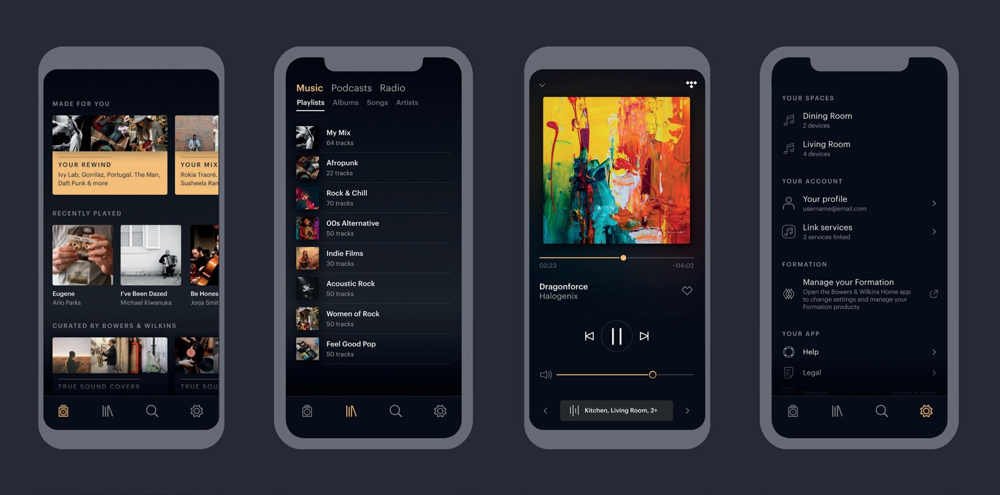 MADE FOR YOU
YOUR REWIND
Ivy Lab, Gorrilaz, Portugal. The Man,
Daft Punk & more
YOUR MIX
Rokia Traoré,
Susheela
RECENTLY PLAYED
Eugene
Arlo Parks
I've Been Dazed
Michael Kiwanuka
Be Hones
Jorja Smit
CURATED BY BOWERS & WILKINS
TRUE SOUND COVERS
TRUE SOU
Music Podcasts Radio
Playlists Albums Songs Artists
My Mix
64 tracks
Afropunk
22 tracks
Rock & Chill
70 tracks
00s Alternative
50 tracks
Indie Films
30 tracks
Acoustic Rock
50 tracks
Women of Rock
50 tracks
Feel Good Pop
50 tracks
02:23
-04:02
Dragonforce
Halogenix
Kitchen, Living Room, 2+
YOUR SPACES
Dining Room
2 devices
Living Room
4 devices
YOUR ACCOUNT
Your profile
username@email.com
Link services
3 services linked
FORMATION
Manage your Formation
Open the Bowers & Wilkins Home app
to change settings and manage your
Formation products
YOUR APP
Help
Legal
Version
Version number